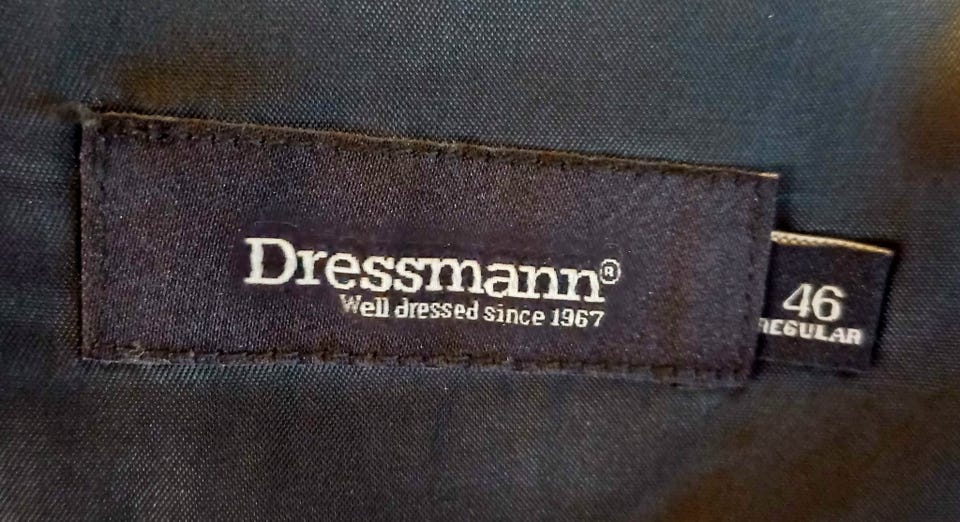 Dressmann®
Well dressed since 1967
46
REGULAR